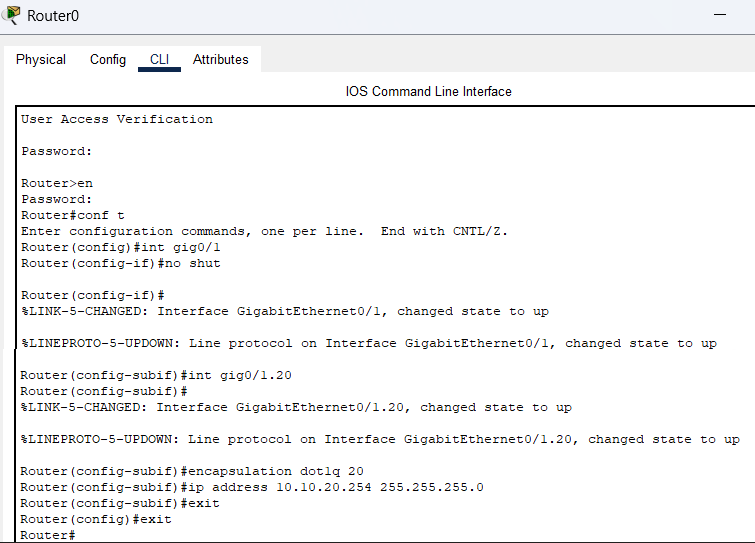 Router0
Physical Config CLI Attributes
IOS Command Line Interface
User Access Verification
Password:
Router>en
Password:
Router#conf t
Enter configuration commands, one per line.  End with CNTL/Z.
Router(config)#int gig0/1
Router(config-if)#no shut
Router(config-if)#
%LINK-5-CHANGED: Interface GigabitEthernet0/1, changed state to up
%LINEPROTO-5-UPDOWN: Line protocol on Interface GigabitEthernet0/1, changed state to up
Router(config-subif)#int gig0/1.20
Router(config-subif)#
%LINK-5-CHANGED: Interface GigabitEthernet0/1.20, changed state to up
%LINEPROTO-5-UPDOWN: Line protocol on Interface GigabitEthernet0/1.20, changed state to up
Router(config-subif)#encapsulation dot1q 20
Router(config-subif)#ip address 10.10.20.254 255.255.255.0
Router(config-subif)#exit
Router(config)#exit
Router#